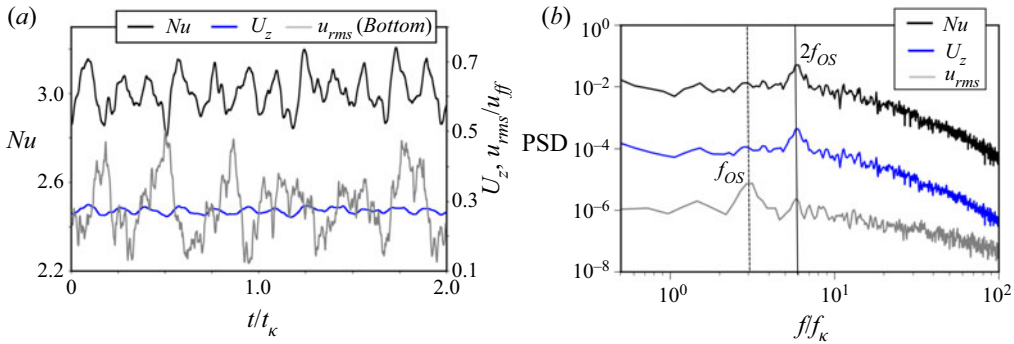 (a)
Nu U_z u_rms (Bottom)
3.0
2.6
2.2
Nu
0.7
0.5
0.3
0.1
U_z, u_rms/u_ff
0 1.0 2.0
t/t_κ
(b)
Nu
U_z
u_rms
10^0
10^−2
10^−4
10^−6
10^−8
PSD
2f_OS
f_OS
10^0 10^1 10^2
f/f_κ